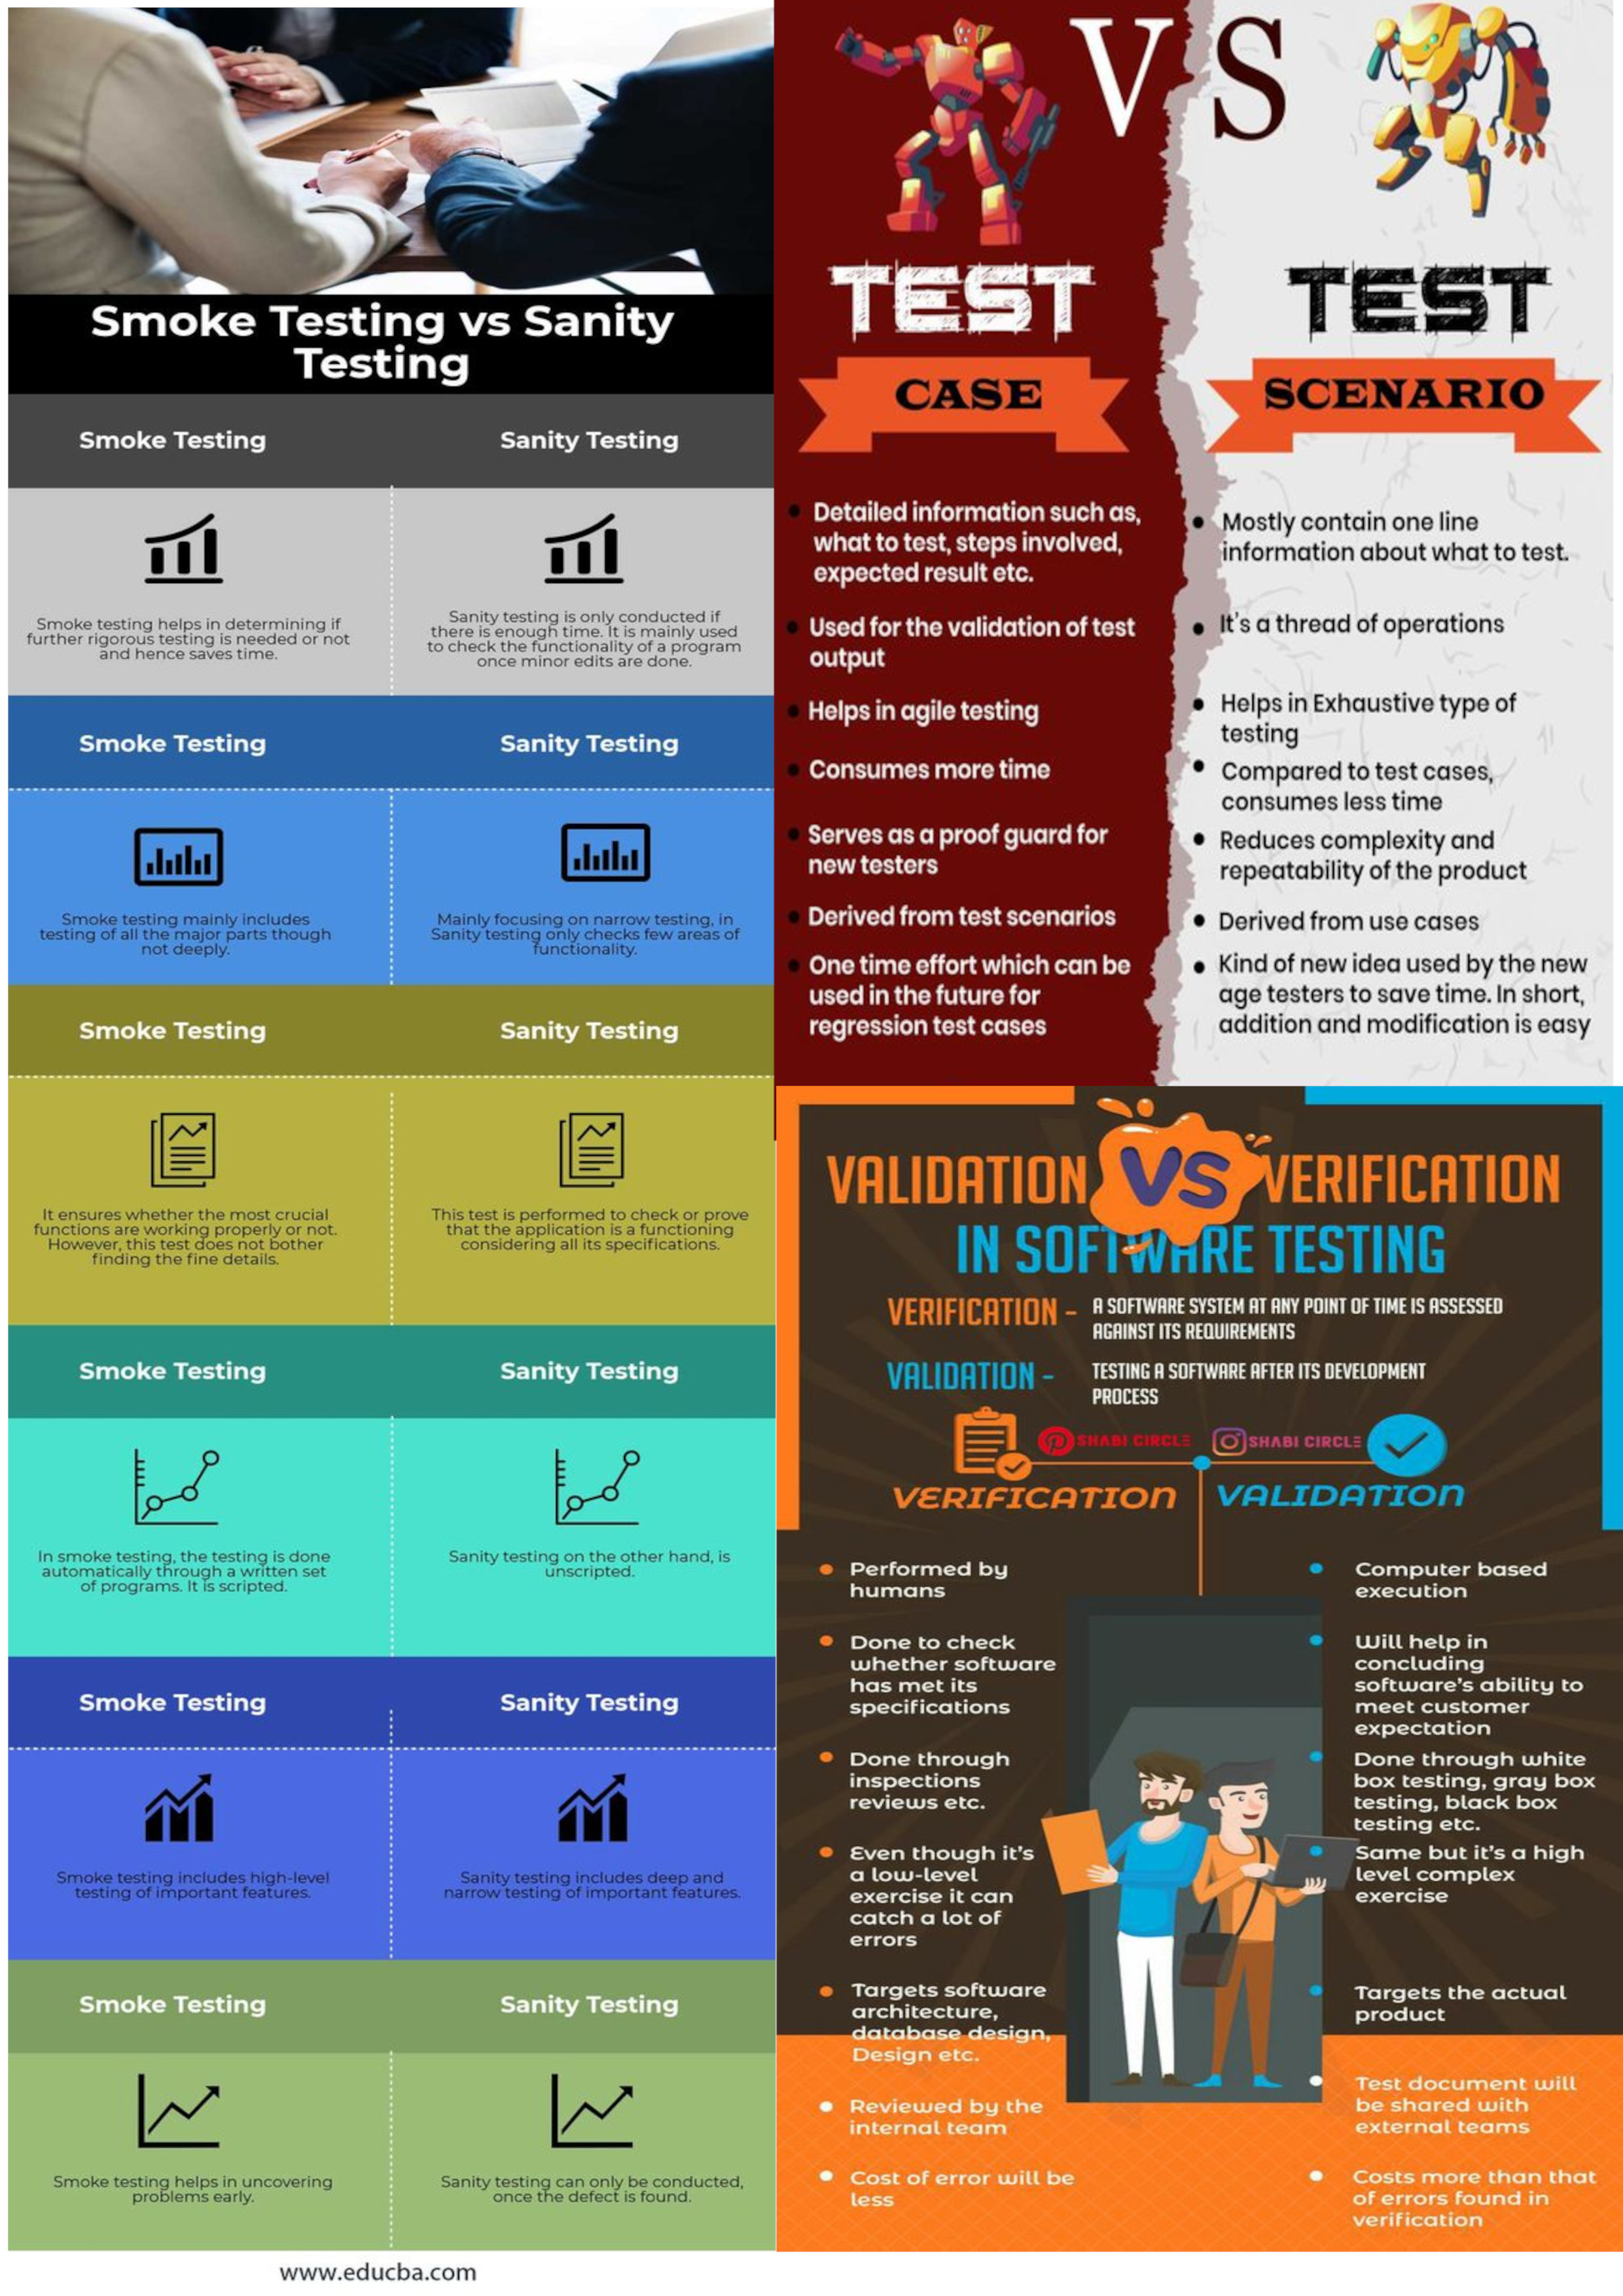 Smoke Testing vs Sanity
Testing
Smoke Testing
Sanity Testing
Smoke testing helps in determining if
further rigorous testing is needed or not
and hence saves time.
Sanity testing is only conducted if
there is enough time. It is mainly used
to check the functionality of a program
once minor edits are done.
Smoke Testing
Sanity Testing
Smoke testing mainly includes
testing of all the major parts though
not deeply.
Mainly focusing on narrow testing, in
Sanity testing only checks few areas of
functionality.
Smoke Testing
Sanity Testing
It ensures whether the most crucial
functions are working properly or not.
However, this test does not bother
finding the fine details.
This test is performed to check or prove
that the application is a functioning
considering all its specifications.
Smoke Testing
Sanity Testing
In smoke testing, the testing is done
automatically through a written set
of programs. It is scripted.
Sanity testing on the other hand, is
unscripted.
Smoke Testing
Sanity Testing
Smoke testing includes high-level
testing of important features.
Sanity testing includes deep and
narrow testing of important features.
Smoke Testing
Sanity Testing
Smoke testing helps in uncovering
problems early.
Sanity testing can only be conducted,
once the defect is found.
www.educba.com
VS
TEST
CASE
Detailed information such as,
what to test, steps involved,
expected result etc.
Used for the validation of test
output
Helps in agile testing
Consumes more time
Serves as a proof guard for
new testers
Derived from test scenarios
One time effort which can be
used in the future for
regression test cases
TEST
SCENARIO
Mostly contain one line
information about what to test.
It's a thread of operations
Helps in Exhaustive type of
testing
Compared to test cases,
consumes less time
Reduces complexity and
repeatability of the product
Derived from use cases
Kind of new idea used by the new
age testers to save time. In short,
addition and modification is easy
VALIDATION VS VERIFICATION
IN SOFTWARE TESTING
VERIFICATION - A SOFTWARE SYSTEM AT ANY POINT OF TIME IS ASSESSED
AGAINST ITS REQUIREMENTS
VALIDATION - TESTING A SOFTWARE AFTER ITS DEVELOPMENT
PROCESS
SHABI CIRCLE
SHABI CIRCLE
VERIFICATION
VALIDATION
Performed by
humans
Done to check
whether software
has met its
specifications
Done through
inspections
reviews etc.
Even though it's
a low-level
exercise it can
catch a lot of
errors
Targets software
architecture,
database design,
Design etc.
Reviewed by the
internal team
Cost of error will be
less
Computer based
execution
Will help in
concluding
software's ability to
meet customer
expectation
Done through white
box testing, gray box
testing, black box
testing etc.
Same but it's a high
level complex
exercise
Targets the actual
product
Test document will
be shared with
external teams
Costs more than that
of errors found in
verification